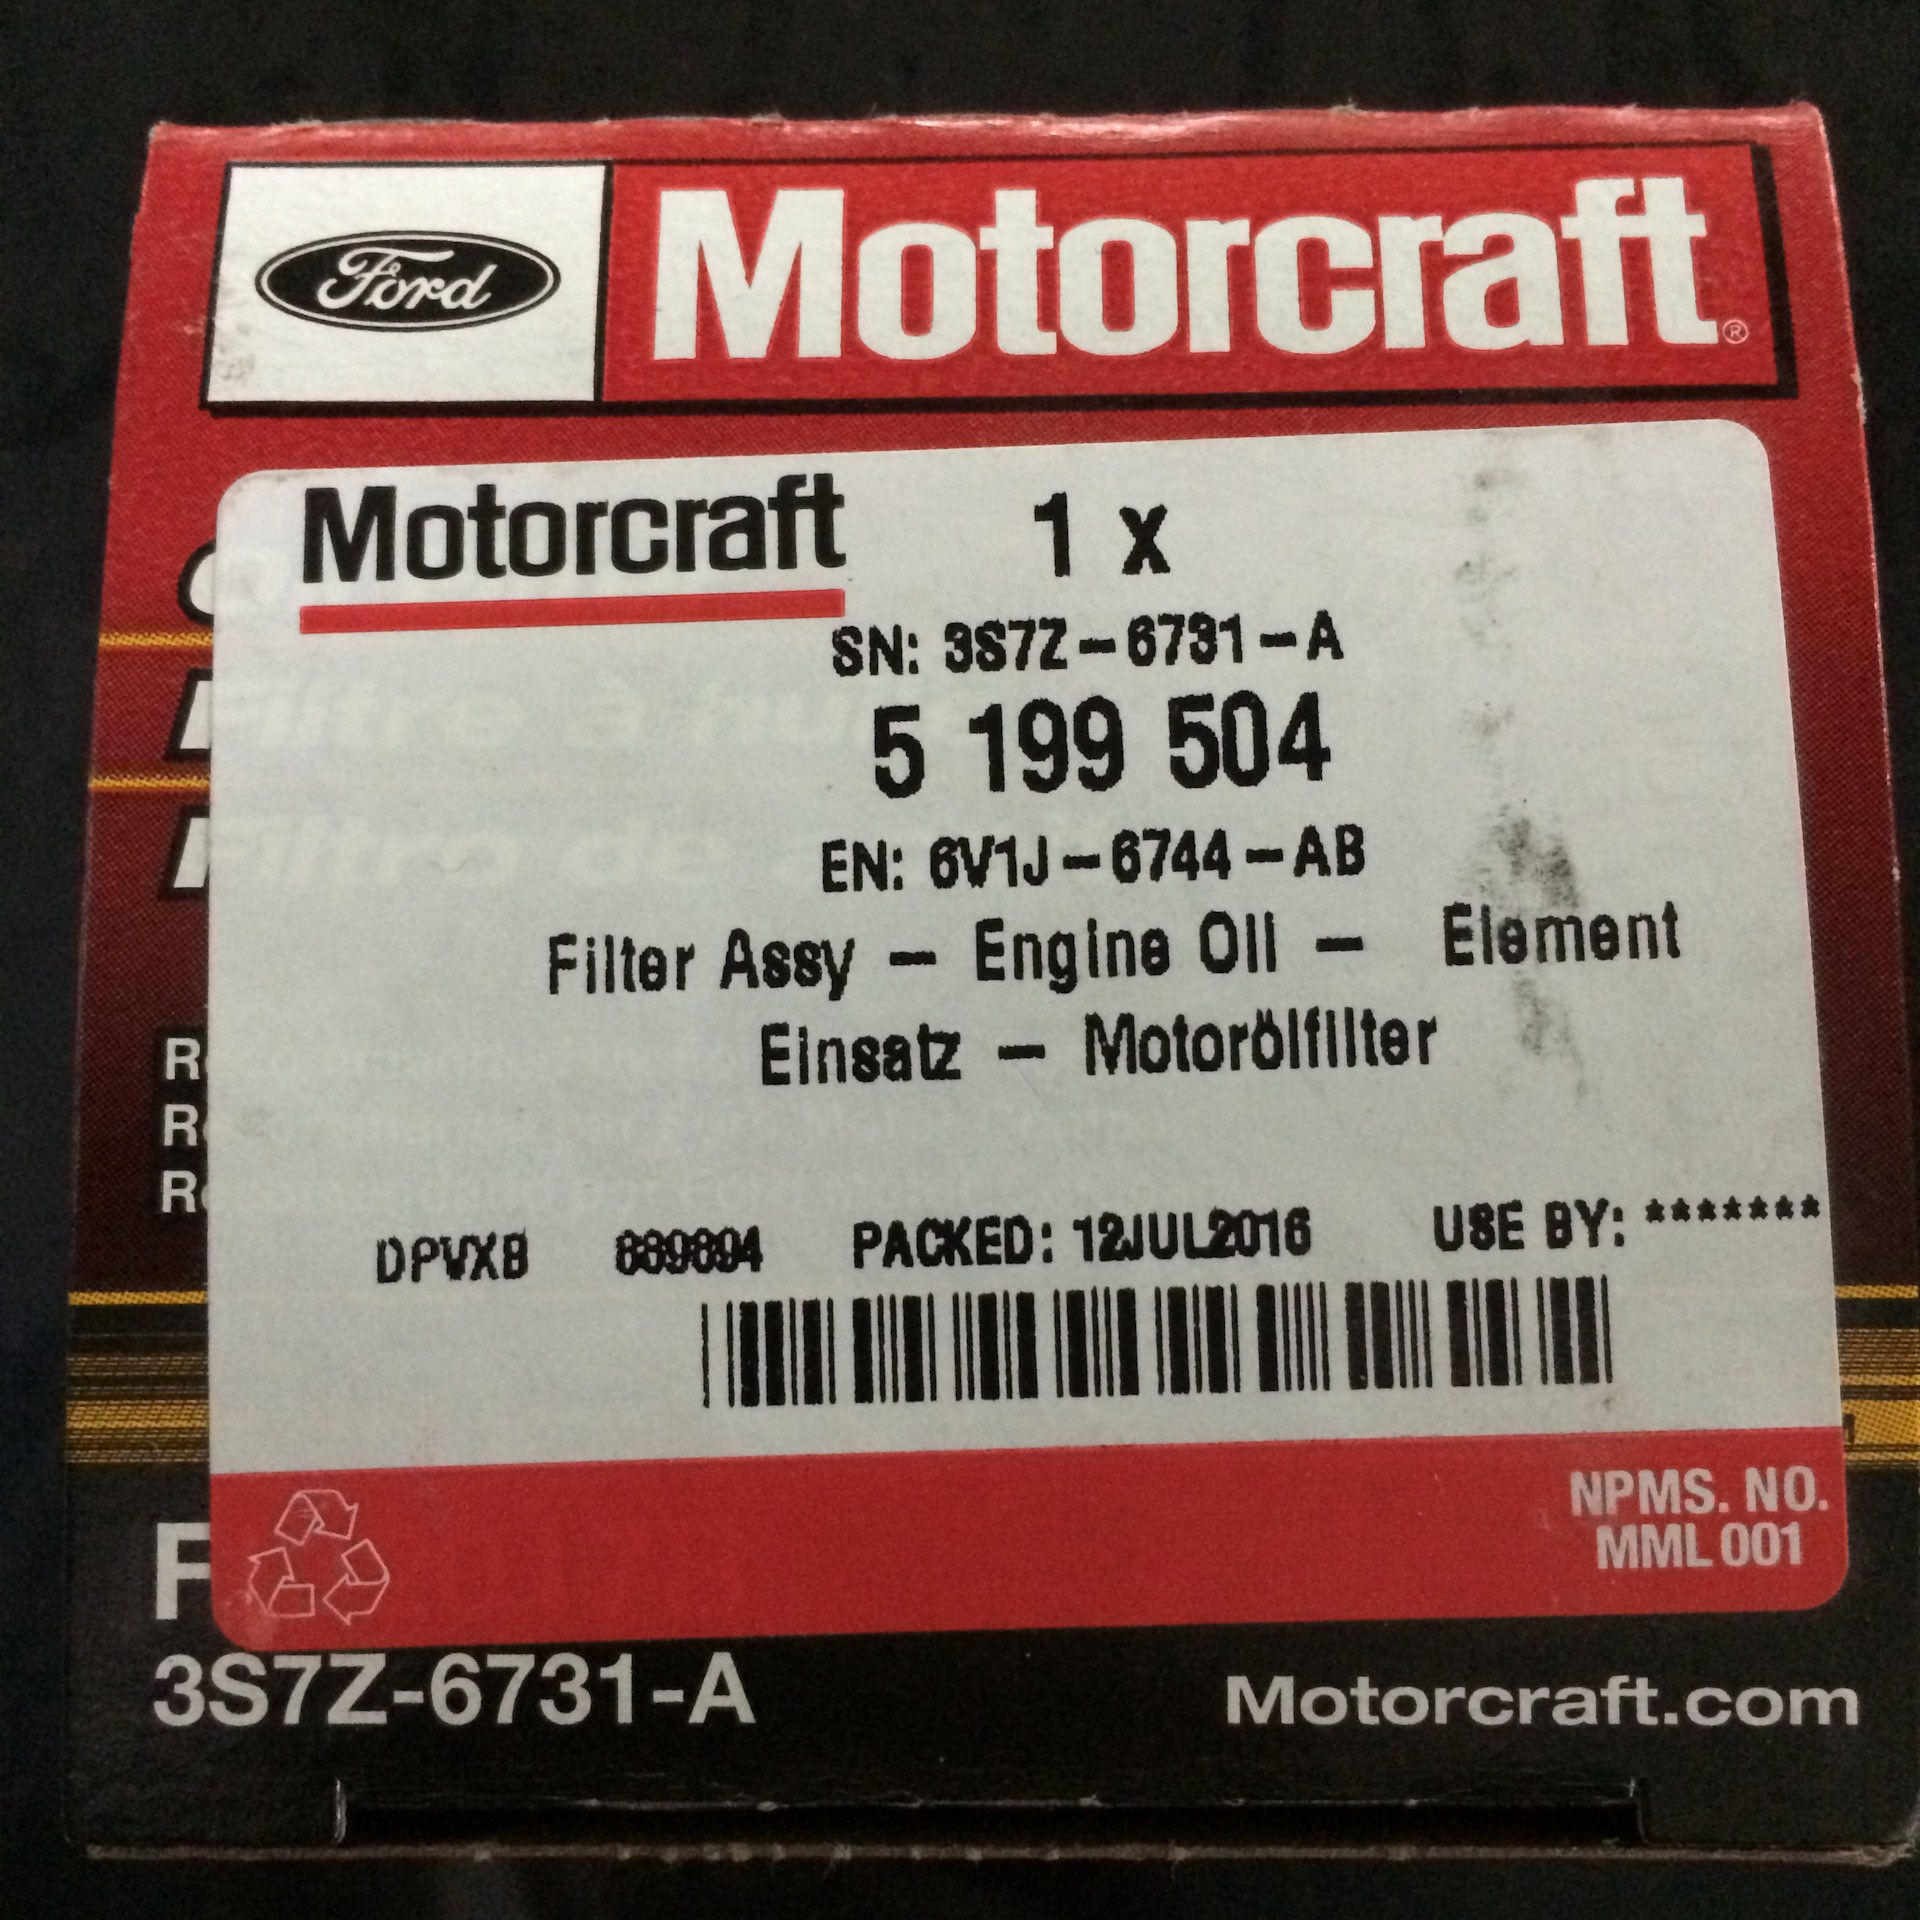 Ford Motorcraft®
Motorcraft 1 x
SN: 3S7Z-6731-A
5 199 504
EN: 6V1J-6744-AB
Filter Assy - Engine Oil - Element
Einsatz - Motorölfilter
DPVXB PACKED: 12JUL2016 USE BY: *******
NPMS. NO.
MML 001
3S7Z-6731-A
Motorcraft.com